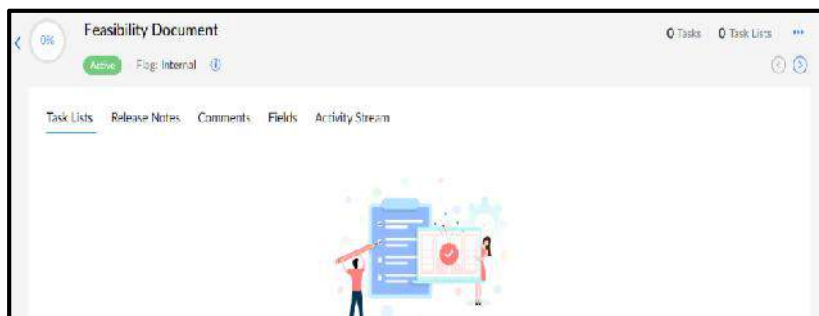 Feasibility Document
0% 0 Tasks 0 Task Lists
Active Flag: Internal
Task Lists Release Notes Comments Fields Activity Stream